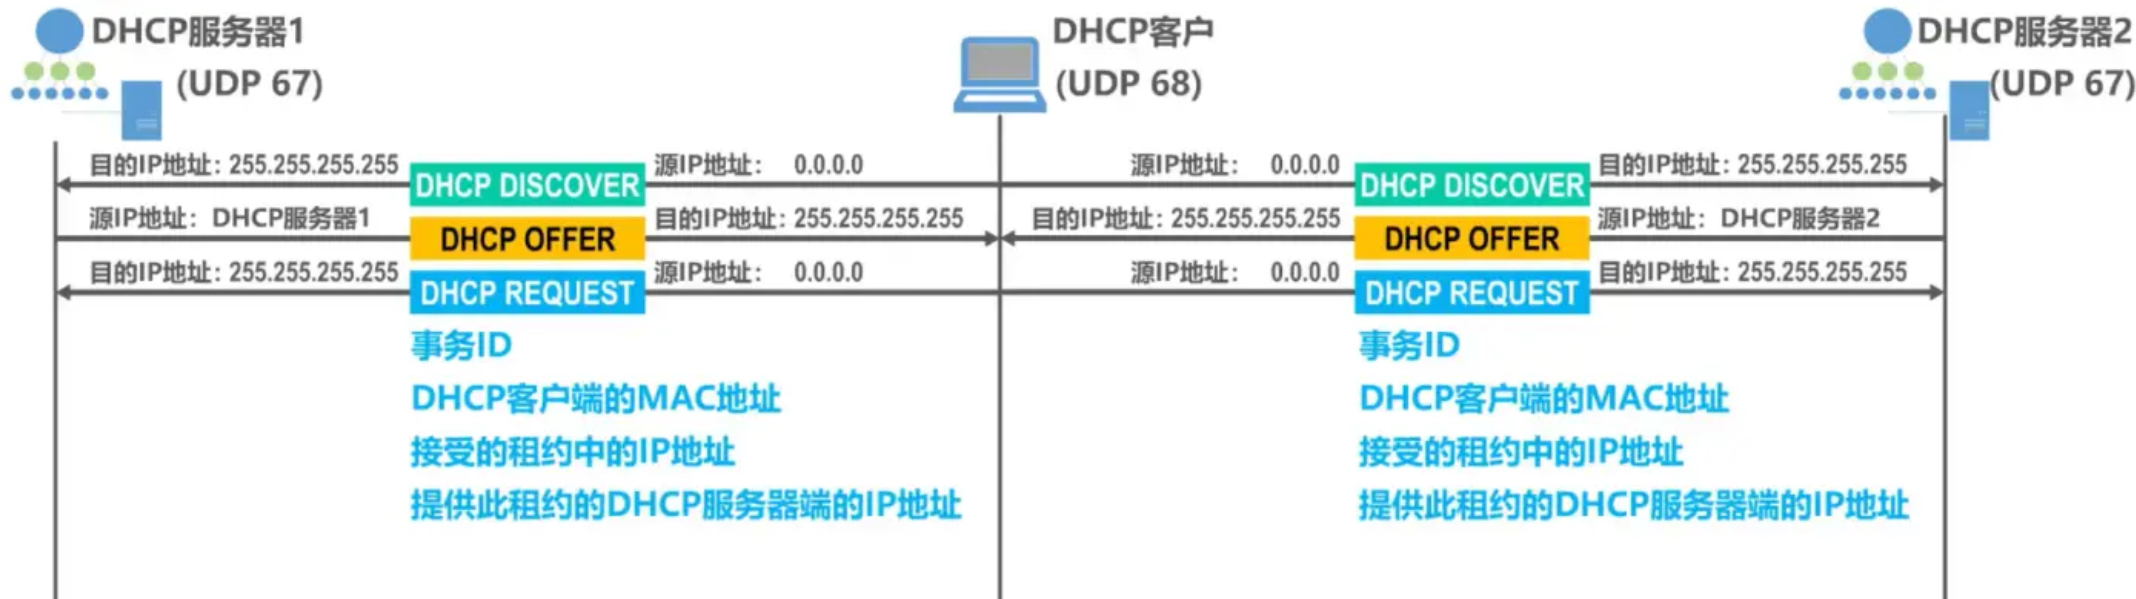 DHCP服务器1
(UDP 67)
DHCP客户
(UDP 68)
DHCP服务器2
(UDP 67)
目的IP地址: 255.255.255.255 DHCP DISCOVER 源IP地址: 0.0.0.0 源IP地址: 0.0.0.0 DHCP DISCOVER 目的IP地址: 255.255.255.255
源IP地址: DHCP服务器1 DHCP OFFER 目的IP地址: 255.255.255.255 目的IP地址: 255.255.255.255 DHCP OFFER 源IP地址: DHCP服务器2
目的IP地址: 255.255.255.255 DHCP REQUEST 源IP地址: 0.0.0.0 源IP地址: 0.0.0.0 DHCP REQUEST 目的IP地址: 255.255.255.255
事务ID
DHCP客户端的MAC地址
接受的租约中的IP地址
提供此租约的DHCP服务器端的IP地址
事务ID
DHCP客户端的MAC地址
接受的租约中的IP地址
提供此租约的DHCP服务器端的IP地址